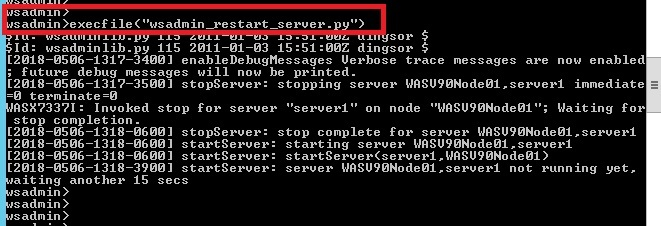 wsadmin>
wsadmin>execfile("wsadmin_restart_server.py")
$Id: wsadminlib.py 115 2011-01-03 15:51:00Z dingsor $
$Id: wsadminlib.py 115 2011-01-03 15:51:00Z dingsor $
[2018-0506-1317-3400] enableDebugMessages Verbose trace messages are now enabled
; future debug messages will now be printed.
[2018-0506-1317-3500] stopServer: stopping server WASV90Node01,server1 immediate
=0 terminate=0
WASX7337I: Invoked stop for server "server1" on node "WASV90Node01"; Waiting for
stop completion.
[2018-0506-1318-0600] stopServer: stop complete for server WASV90Node01,server1
[2018-0506-1318-0600] startServer: starting server WASV90Node01,server1
[2018-0506-1318-0600] startServer: startServer(server1,WASV90Node01)
[2018-0506-1318-3900] startServer: server WASV90Node01,server1 not running yet,
waiting another 15 secs
wsadmin>
wsadmin>
wsadmin>
wsadmin>